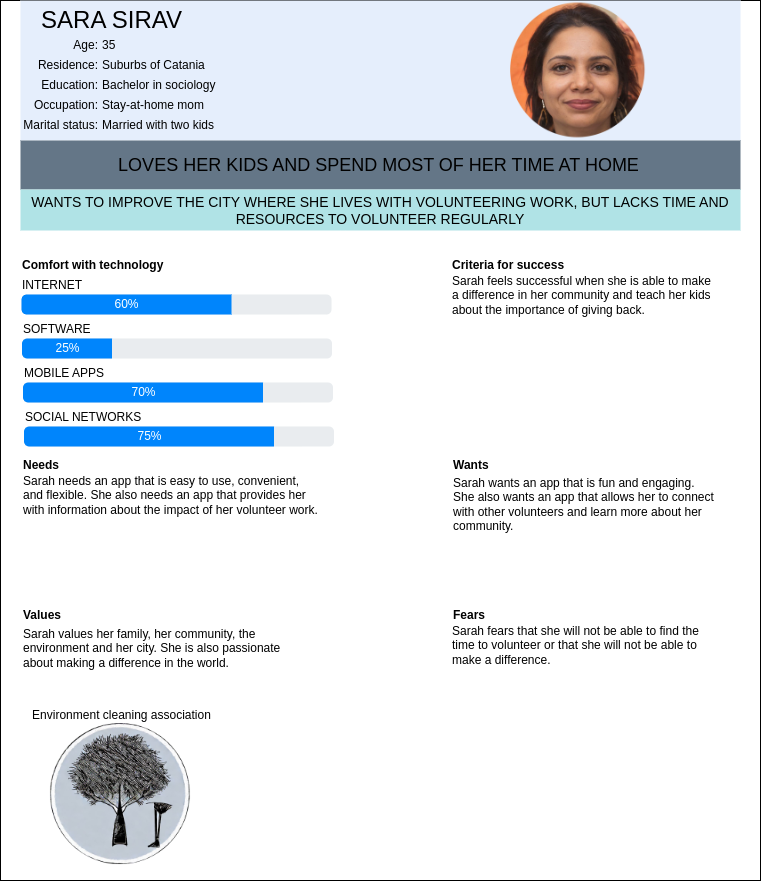 SARA SIRAV
Age: 35
Residence: Suburbs of Catania
Education: Bachelor in sociology
Occupation: Stay-at-home mom
Marital status: Married with two kids
LOVES HER KIDS AND SPEND MOST OF HER TIME AT HOME
WANTS TO IMPROVE THE CITY WHERE SHE LIVES WITH VOLUNTEERING WORK, BUT LACKS TIME AND
RESOURCES TO VOLUNTEER REGULARLY
Comfort with technology
INTERNET
60%
SOFTWARE
25%
MOBILE APPS
70%
SOCIAL NETWORKS
75%
Criteria for success
Sarah feels successful when she is able to make
a difference in her community and teach her kids
about the importance of giving back.
Needs
Sarah needs an app that is easy to use, convenient,
and flexible. She also needs an app that provides her
with information about the impact of her volunteer work.
Wants
Sarah wants an app that is fun and engaging.
She also wants an app that allows her to connect
with other volunteers and learn more about her
community.
Values
Sarah values her family, her community, the
environment and her city. She is also passionate
about making a difference in the world.
Fears
Sarah fears that she will not be able to find the
time to volunteer or that she will not be able to
make a difference.
Environment cleaning association